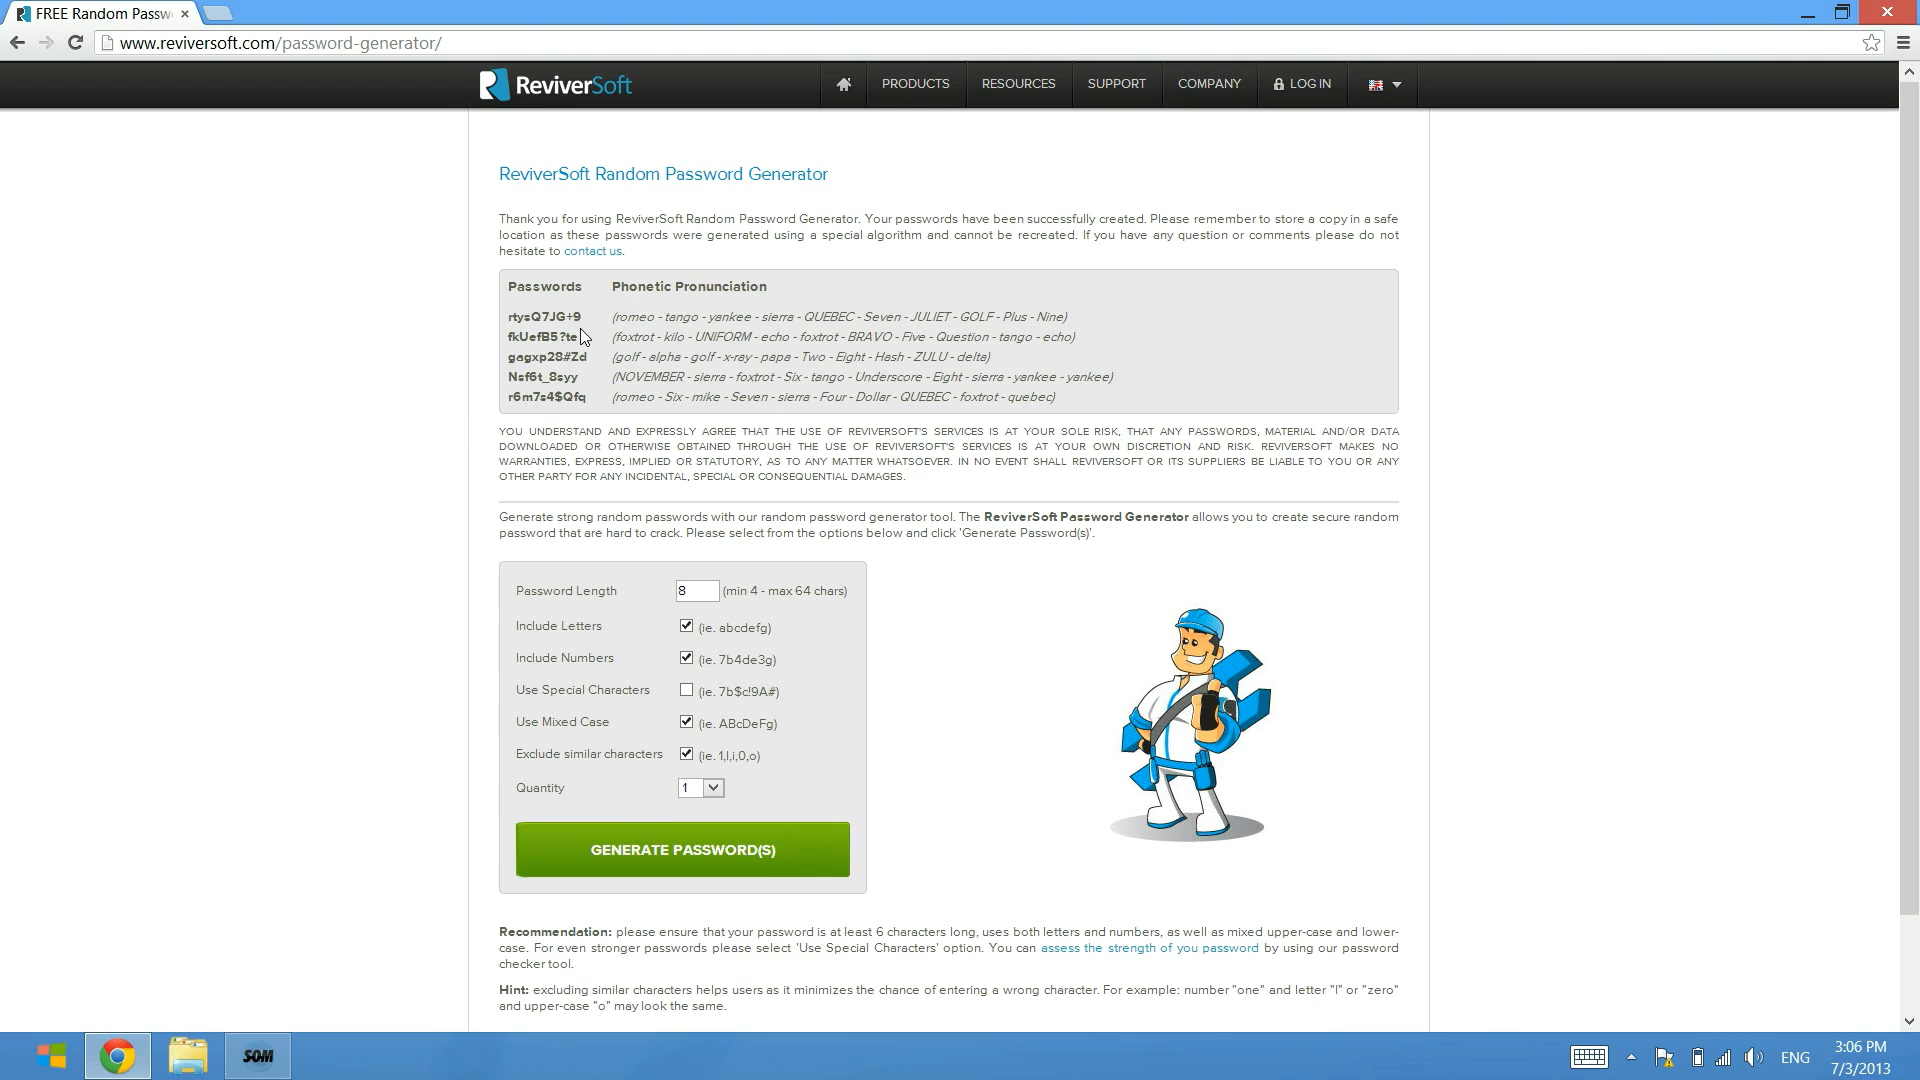 FREE Random Passw
www.reviversoft.com/password-generator/
ReviverSoft
PRODUCTS RESOURCES SUPPORT COMPANY LOG IN
ReviverSoft Random Password Generator
Thank you for using ReviverSoft Random Password Generator. Your passwords have been successfully created. Please remember to store a copy in a safe
location as these passwords were generated using a special algorithm and cannot be recreated. If you have any question or comments please do not
hesitate to contact us.
Passwords Phonetic Pronunciation
rtysQ7JG+9 (romeo - tango - yankee - sierra - QUEBEC - Seven - JULIET - GOLF - Plus - Nine)
fkUefB5?te (foxtrot - kilo - UNIFORM - echo - foxtrot - BRAVO - Five - Question - tango - echo)
gagxp28#Zd (golf - alpha - golf - x-ray - papa - Two - Eight - Hash - ZULU - delta)
Nsf6t_8syy (NOVEMBER - sierra - foxtrot - Six - tango - Underscore - Eight - sierra - yankee - yankee)
r6m7s4$Qfq (romeo - Six - mike - Seven - sierra - Four - Dollar - QUEBEC - foxtrot - quebec)
YOU UNDERSTAND AND EXPRESSLY AGREE THAT THE USE OF REVIVERSOFT'S SERVICES IS AT YOUR SOLE RISK, THAT ANY PASSWORDS, MATERIAL AND/OR DATA
DOWNLOADED OR OTHERWISE OBTAINED THROUGH THE USE OF REVIVERSOFT'S SERVICES IS AT YOUR OWN DISCRETION AND RISK. REVIVERSOFT MAKES NO
WARRANTIES, EXPRESS, IMPLIED OR STATUTORY, AS TO ANY MATTER WHATSOEVER. IN NO EVENT SHALL REVIVERSOFT OR ITS SUPPLIERS BE LIABLE TO YOU OR ANY
OTHER PARTY FOR ANY INCIDENTAL, SPECIAL OR CONSEQUENTIAL DAMAGES.
Generate strong random passwords with our random password generator tool. The ReviverSoft Password Generator allows you to create secure random
password that are hard to crack. Please select from the options below and click 'Generate Password(s)'.
Password Length 8 (min 4 - max 64 chars)
Include Letters (ie. abcdefg)
Include Numbers (ie. 7b4de3g)
Use Special Characters (ie. 7b$c!9A#)
Use Mixed Case (ie. ABcDeFg)
Exclude similar characters (ie. 1,l,i,0,o)
Quantity 1
GENERATE PASSWORD(S)
Recommendation: please ensure that your password is at least 6 characters long, uses both letters and numbers, as well as mixed upper-case and lower-
case. For even stronger passwords please select 'Use Special Characters' option. You can assess the strength of you password by using our password
checker tool.
Hint: excluding similar characters helps users as it minimizes the chance of entering a wrong character. For example: number "one" and letter "l" or "zero"
and upper-case "o" may look the same.
SOM
ENG
3:06 PM
7/3/2013